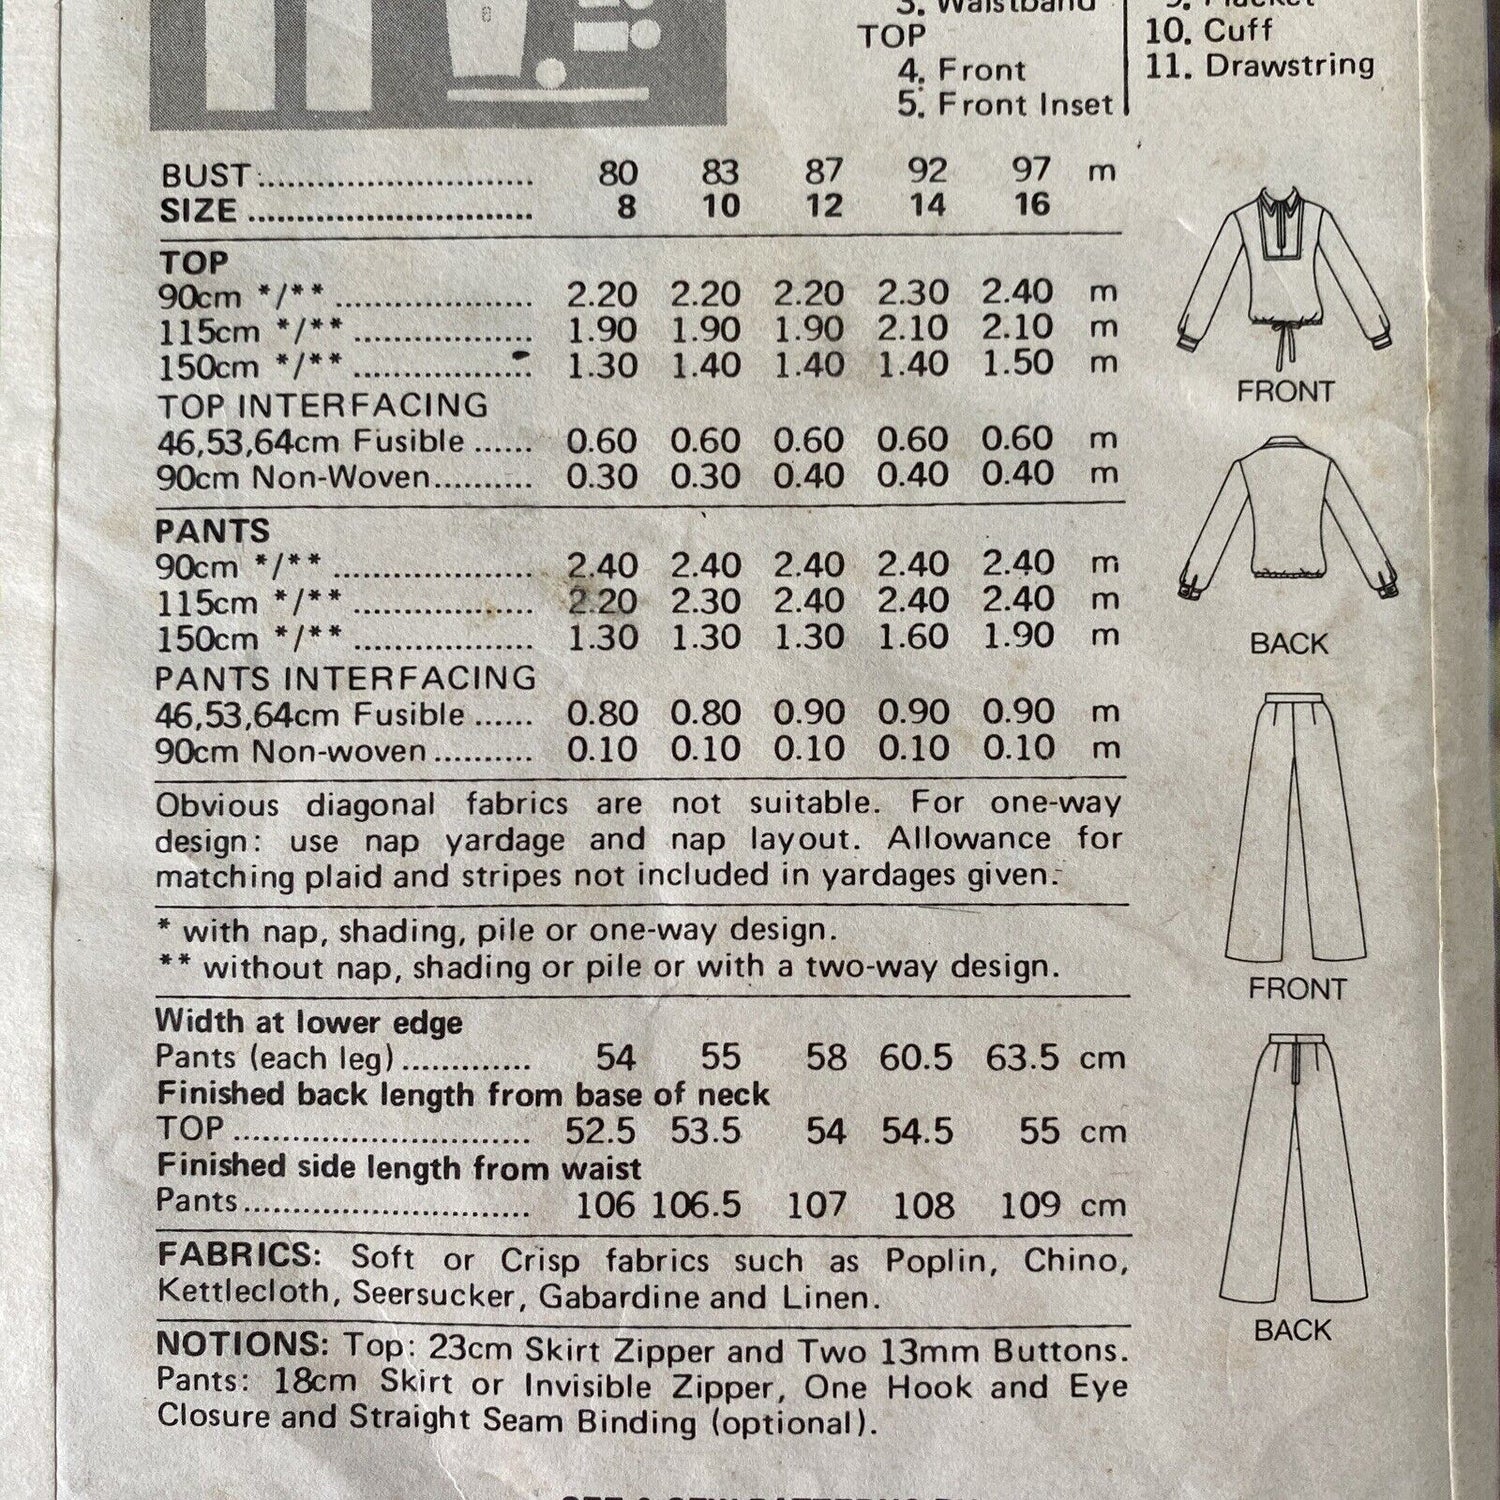 3. Waistband
TOP
4. Front
5. Front Inset
9. Placket
10. Cuff
11. Drawstring
BUST............................ 80 83 87 92 97 m
SIZE ............................. 8 10 12 14 16
TOP
90cm */** .................... 2.20 2.20 2.20 2.30 2.40 m
115cm */** .................. 1.90 1.90 1.90 2.10 2.10 m
150cm */** .................. 1.30 1.40 1.40 1.40 1.50 m
TOP INTERFACING
46,53,64cm Fusible ...... 0.60 0.60 0.60 0.60 0.60 m
90cm Non-Woven.......... 0.30 0.30 0.40 0.40 0.40 m
PANTS
90cm */** .................... 2.40 2.40 2.40 2.40 2.40 m
115cm */** .................. 2.20 2.30 2.40 2.40 2.40 m
150cm */** .................. 1.30 1.30 1.30 1.60 1.90 m
PANTS INTERFACING
46,53,64cm Fusible ...... 0.80 0.80 0.90 0.90 0.90 m
90cm Non-woven .......... 0.10 0.10 0.10 0.10 0.10 m
Obvious diagonal fabrics are not suitable. For one-way
design: use nap yardage and nap layout. Allowance for
matching plaid and stripes not included in yardages given.
* with nap, shading, pile or one-way design.
** without nap, shading or pile or with a two-way design.
Width at lower edge
Pants (each leg) ............. 54 55 58 60.5 63.5 cm
Finished back length from base of neck
TOP .............................. 52.5 53.5 54 54.5 55 cm
Finished side length from waist
Pants ............................. 106 106.5 107 108 109 cm
FABRICS: Soft or Crisp fabrics such as Poplin, Chino,
Kettlecloth, Seersucker, Gabardine and Linen.
NOTIONS: Top: 23cm Skirt Zipper and Two 13mm Buttons.
Pants: 18cm Skirt or Invisible Zipper, One Hook and Eye
Closure and Straight Seam Binding (optional).
FRONT
BACK
FRONT
BACK